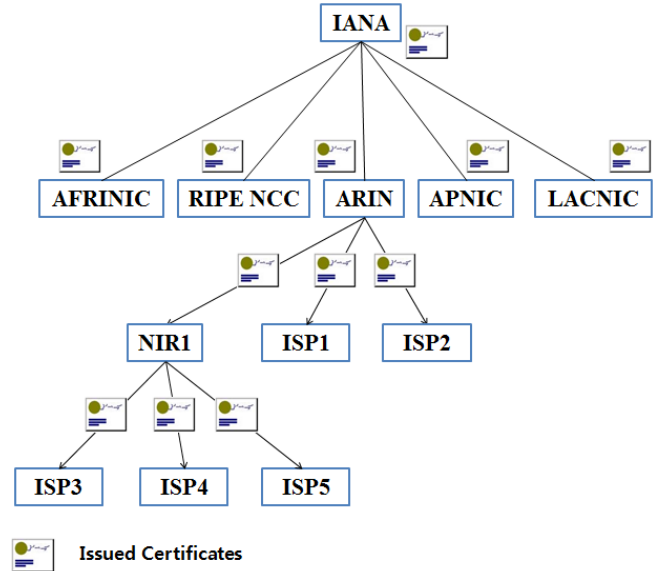 IANA
AFRINIC
RIPE NCC
ARIN
APNIC
LACNIC
NIR1
ISP1
ISP2
ISP3
ISP4
ISP5
Issued Certificates